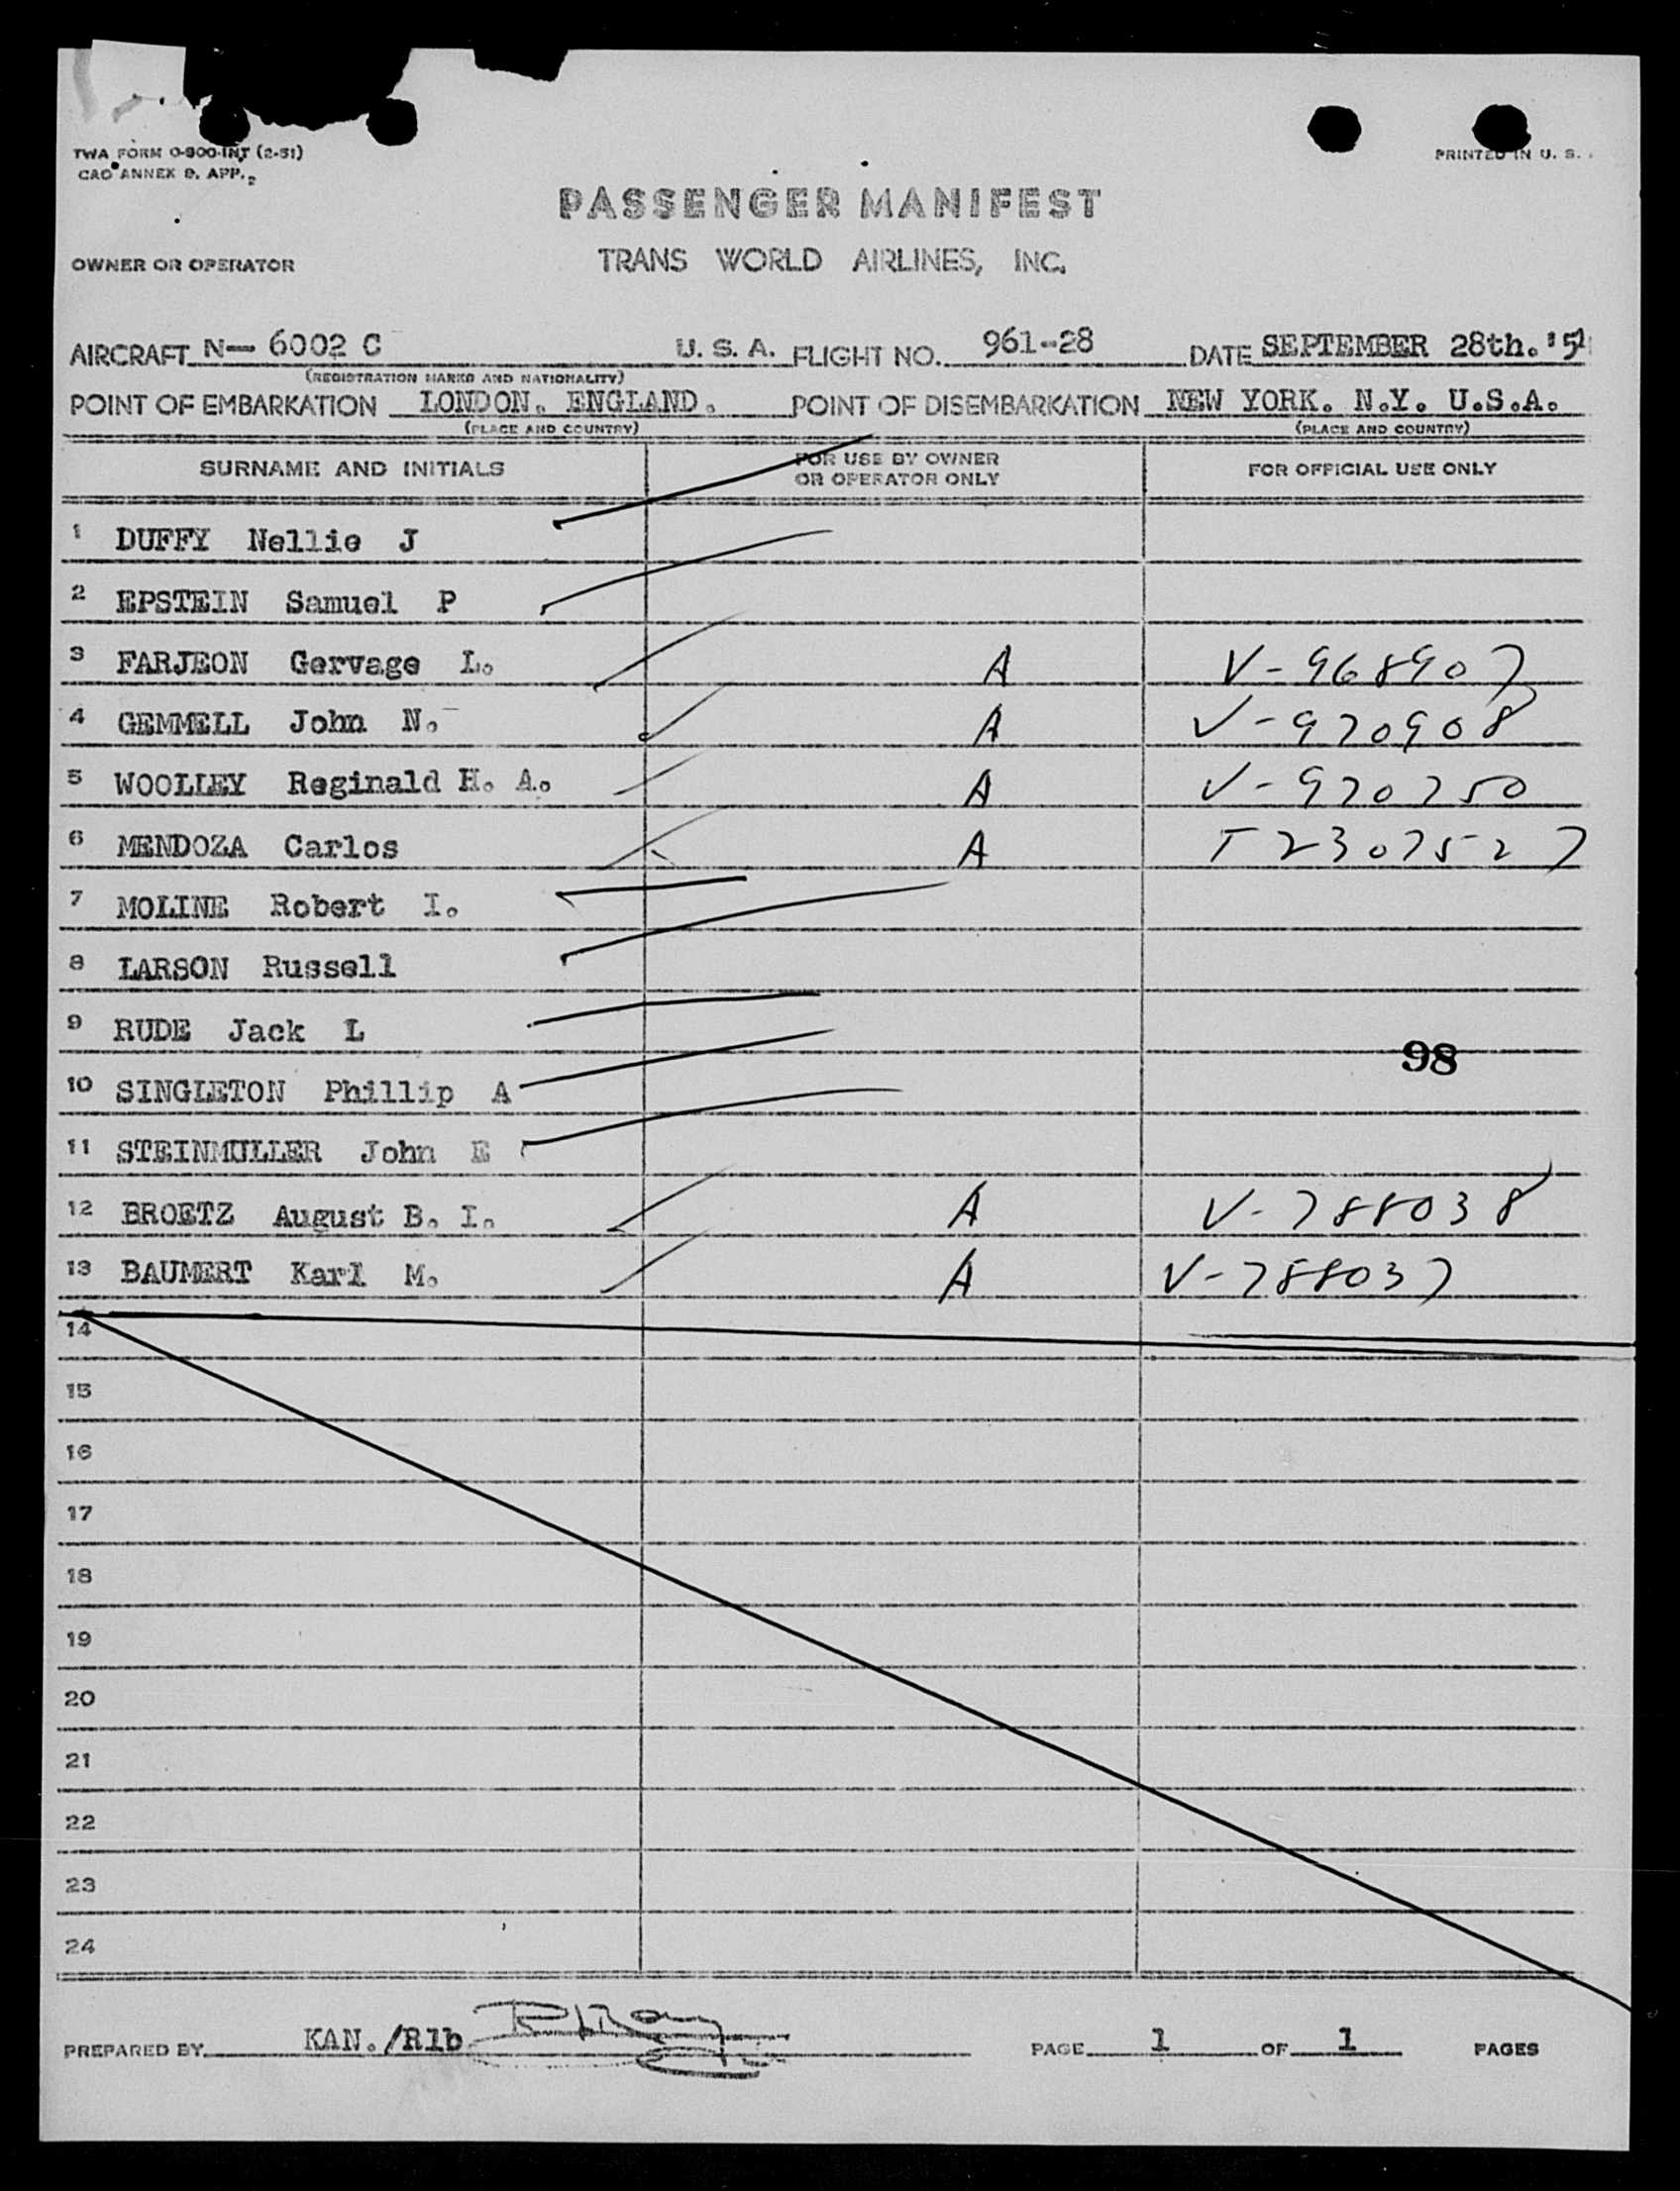 TWA FORM O-900-INT (2-51)
CAO ANNEX 9, APP. 2
PRINTED IN U. S.
PASSENGER MANIFEST
OWNER OR OPERATOR
TRANS WORLD AIRLINES, INC.
AIRCRAFT N- 6002 C U. S. A. FLIGHT NO. 961-28 DATE SEPTEMBER 28th. '51
(REGISTRATION MARKS AND NATIONALITY)
POINT OF EMBARKATION LONDON. ENGLAND. POINT OF DISEMBARKATION NEW YORK. N.Y. U.S.A.
(PLACE AND COUNTRY) (PLACE AND COUNTRY)
SURNAME AND INITIALS FOR USE BY OWNER OR OPERATOR ONLY FOR OFFICIAL USE ONLY
1 DUFFY Nellie J
2 EPSTEIN Samuel P
3 FARJEON Gervage L. A V-968907
4 GEMMELL John N. A V-970908
5 WOOLLEY Reginald H. A. A V-970750
6 MENDOZA Carlos A T2307527
7 MOLINE Robert I.
8 LARSON Russell
9 RUDE Jack L
98
10 SINGLETON Phillip A
11 STEINMULLER John E
12 BROETZ August B. I. A V-788038
13 BAUMERT Karl M. A V-788037
14
15
16
17
18
19
20
21
22
23
24
PREPARED BY KAN./Rlb PAGE 1 OF 1 PAGES